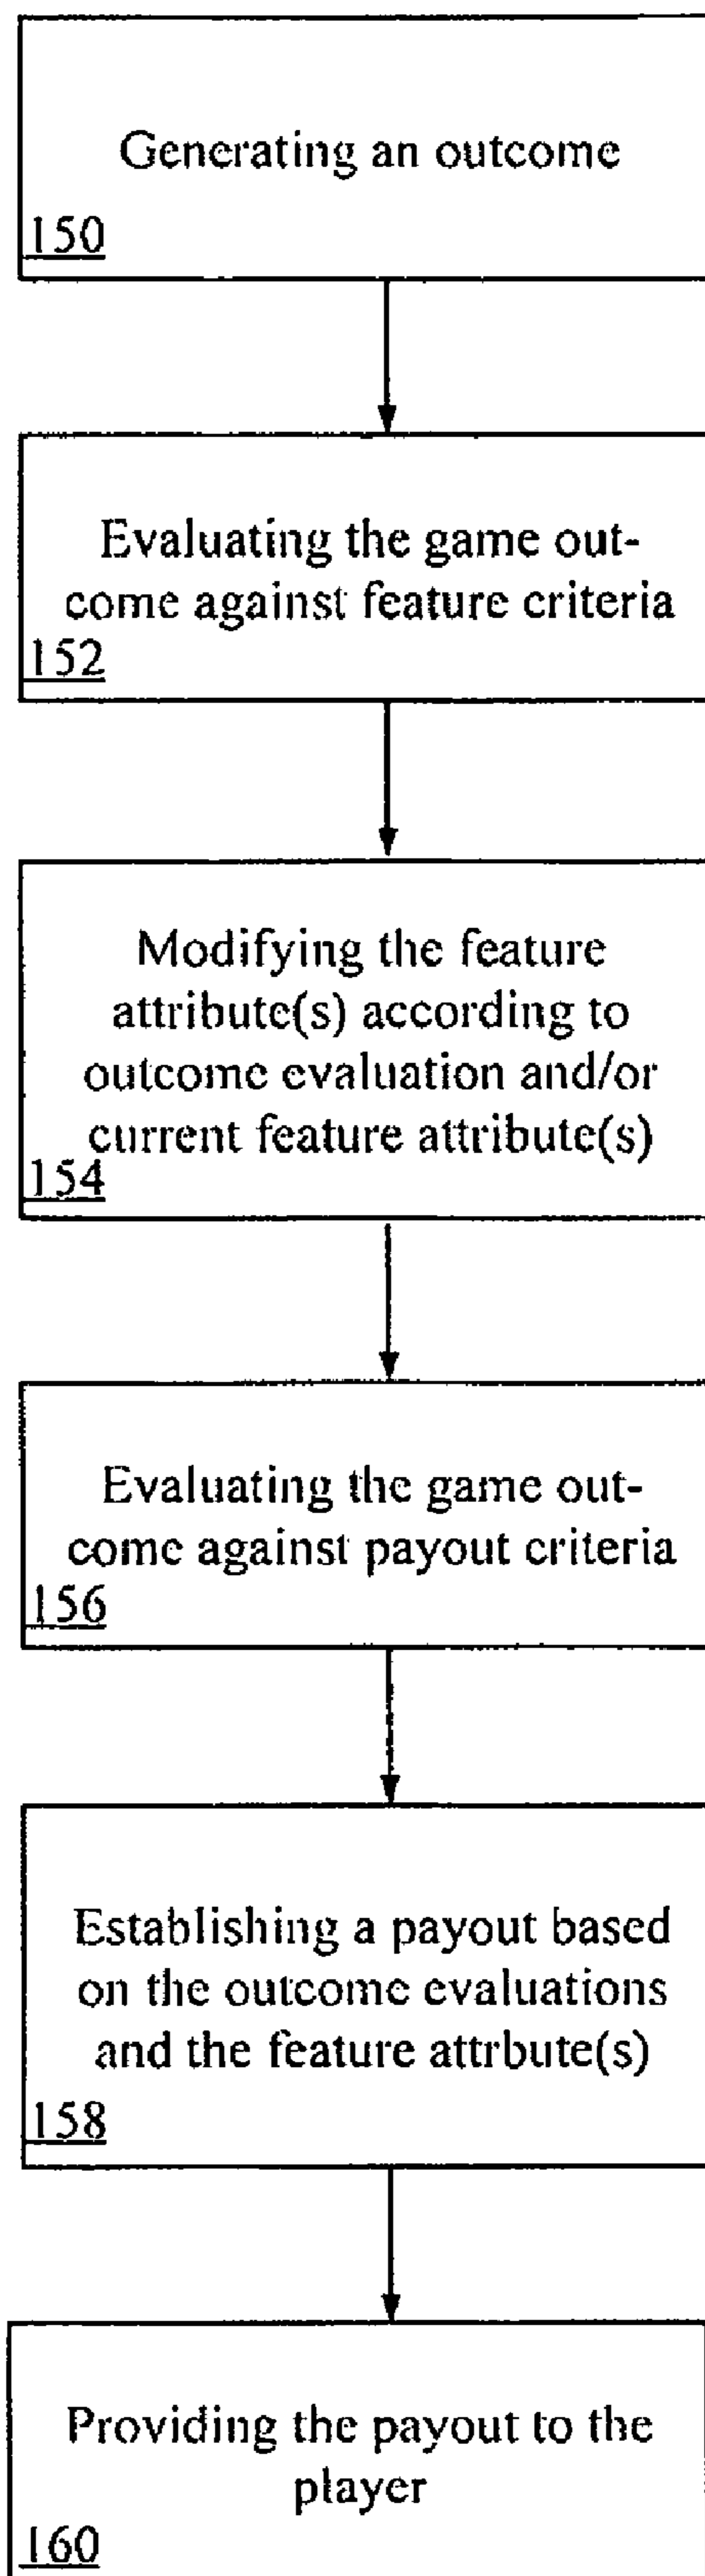 Generating an outcome
150
Evaluating the game out-
come against feature criteria
152
Modifying the feature
attribute(s) according to
outcome evaluation and/or
current feature attribute(s)
154
Evaluating the game out-
come against payout criteria
156
Establishing a payout based
on the outcome evaluations
and the feature attrbute(s)
158
Providing the payout to the
player
160